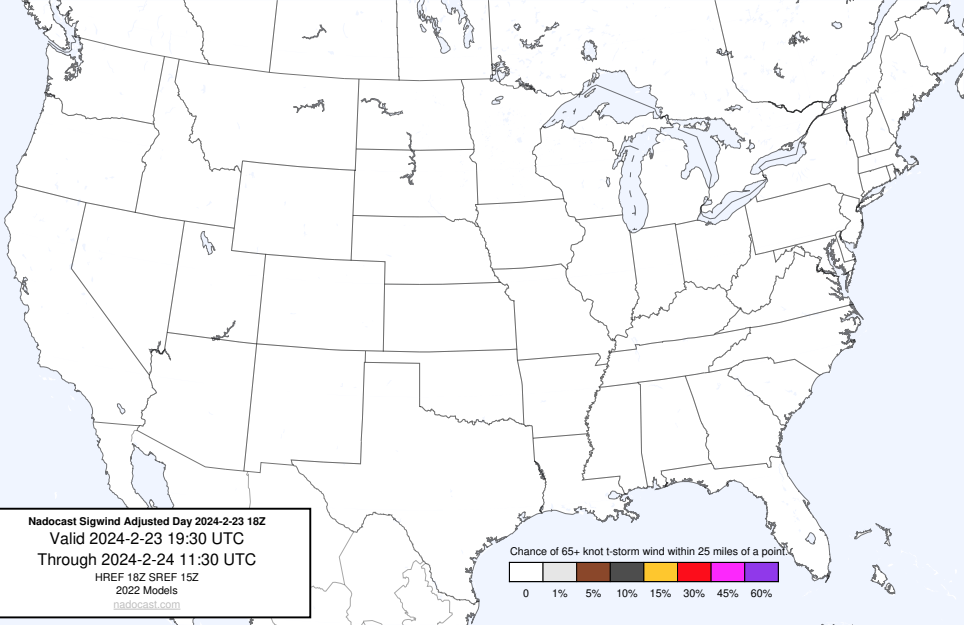 Nadocast Sigwind Adjusted Day 2024-2-23 18Z
Valid 2024-2-23 19:30 UTC
Through 2024-2-24 11:30 UTC
HREF 18Z SREF 15Z
2022 Models
nadocast.com
Chance of 65+ knot t-storm wind within 25 miles of a point.
0 1% 5% 10% 15% 30% 45% 60%